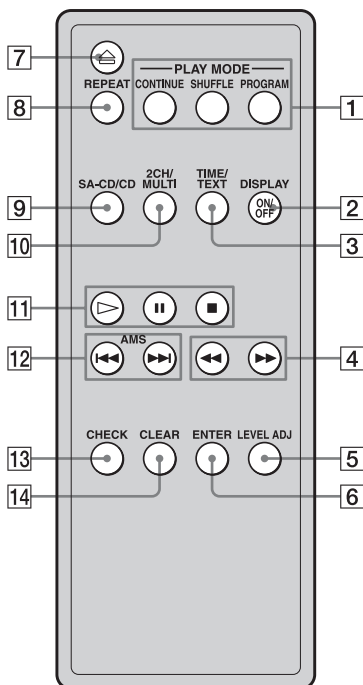 7
PLAY MODE
REPEAT CONTINUE SHUFFLE PROGRAM
8 1
SA-CD/CD 2CH/ MULTI TIME/ TEXT DISPLAY
ON/ OFF
9 2
10 3
11
AMS
12 4
CHECK CLEAR ENTER LEVEL ADJ
13 5
14 6